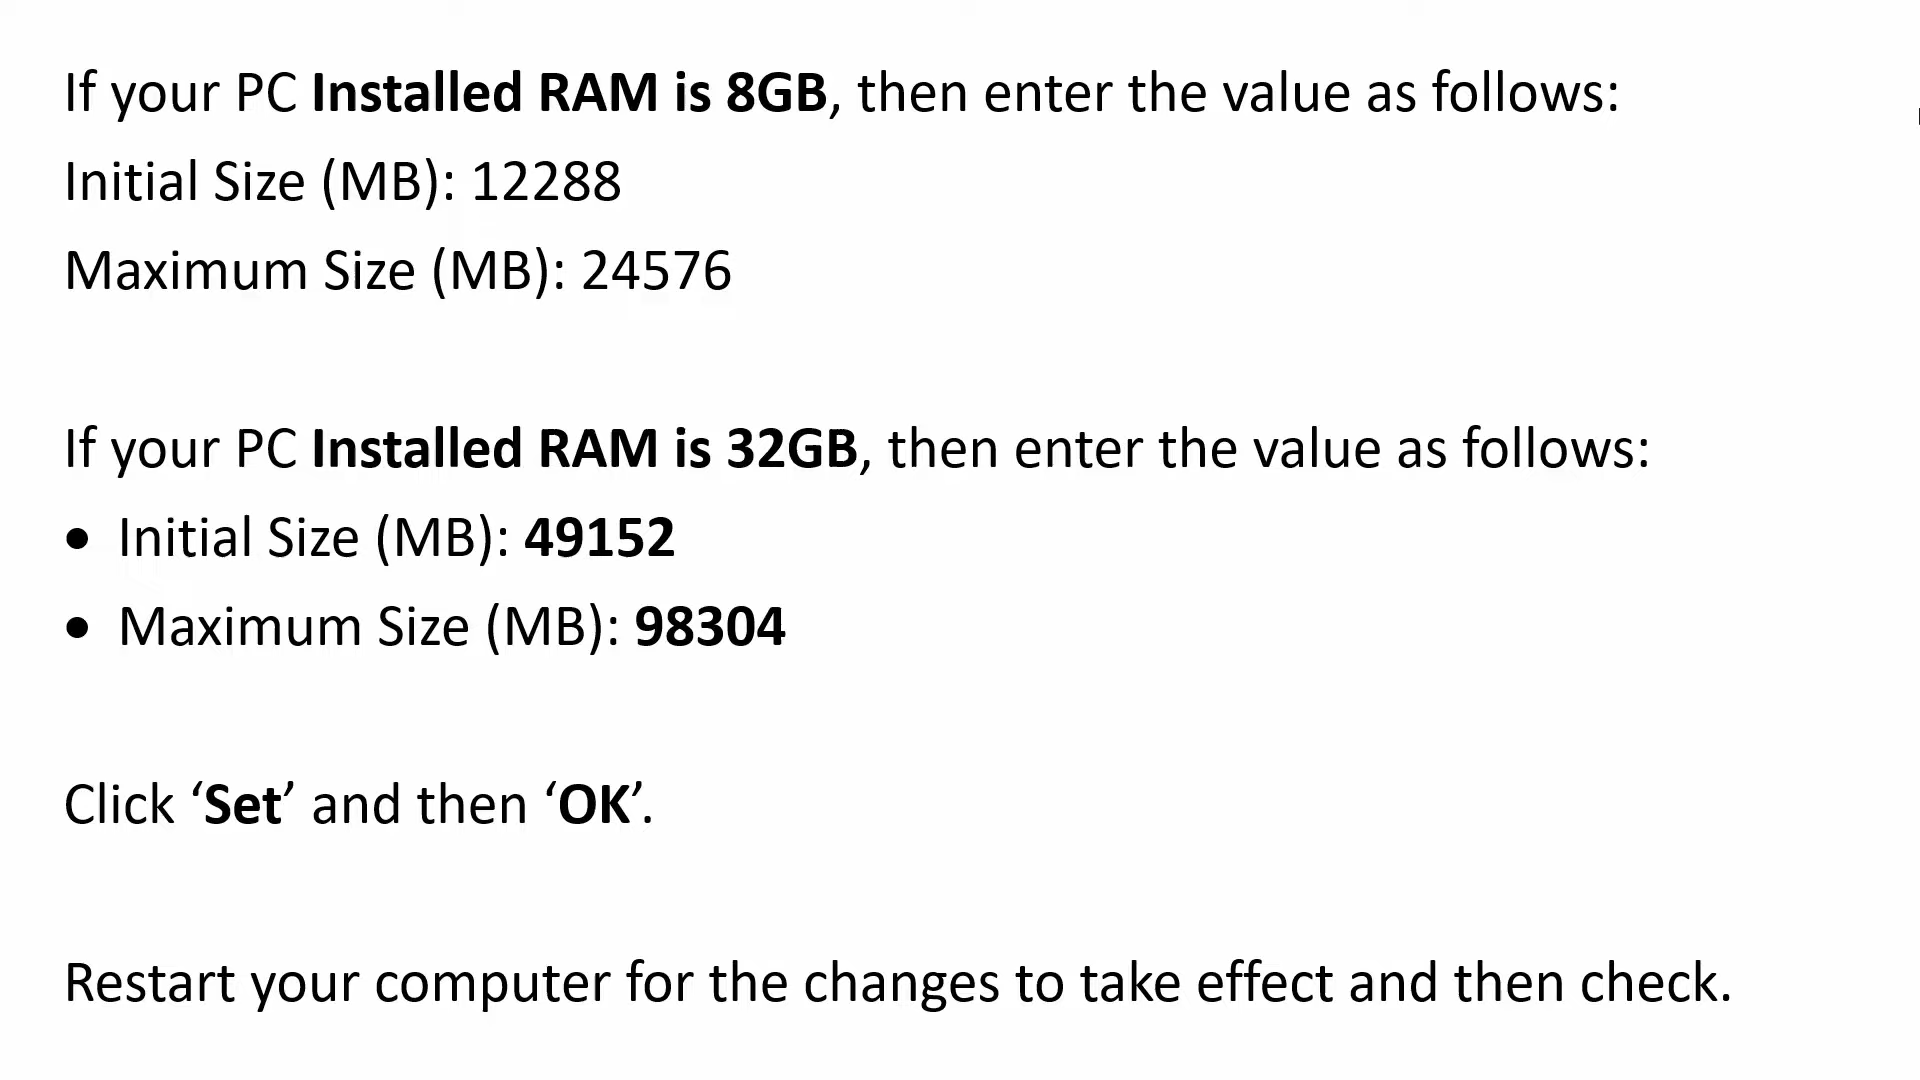 If your PC Installed RAM is 8GB, then enter the value as follows:
Initial Size (MB): 12288
Maximum Size (MB): 24576
If your PC Installed RAM is 32GB, then enter the value as follows:
• Initial Size (MB): 49152
• Maximum Size (MB): 98304
Click ‘Set’ and then ‘OK’.
Restart your computer for the changes to take effect and then check.